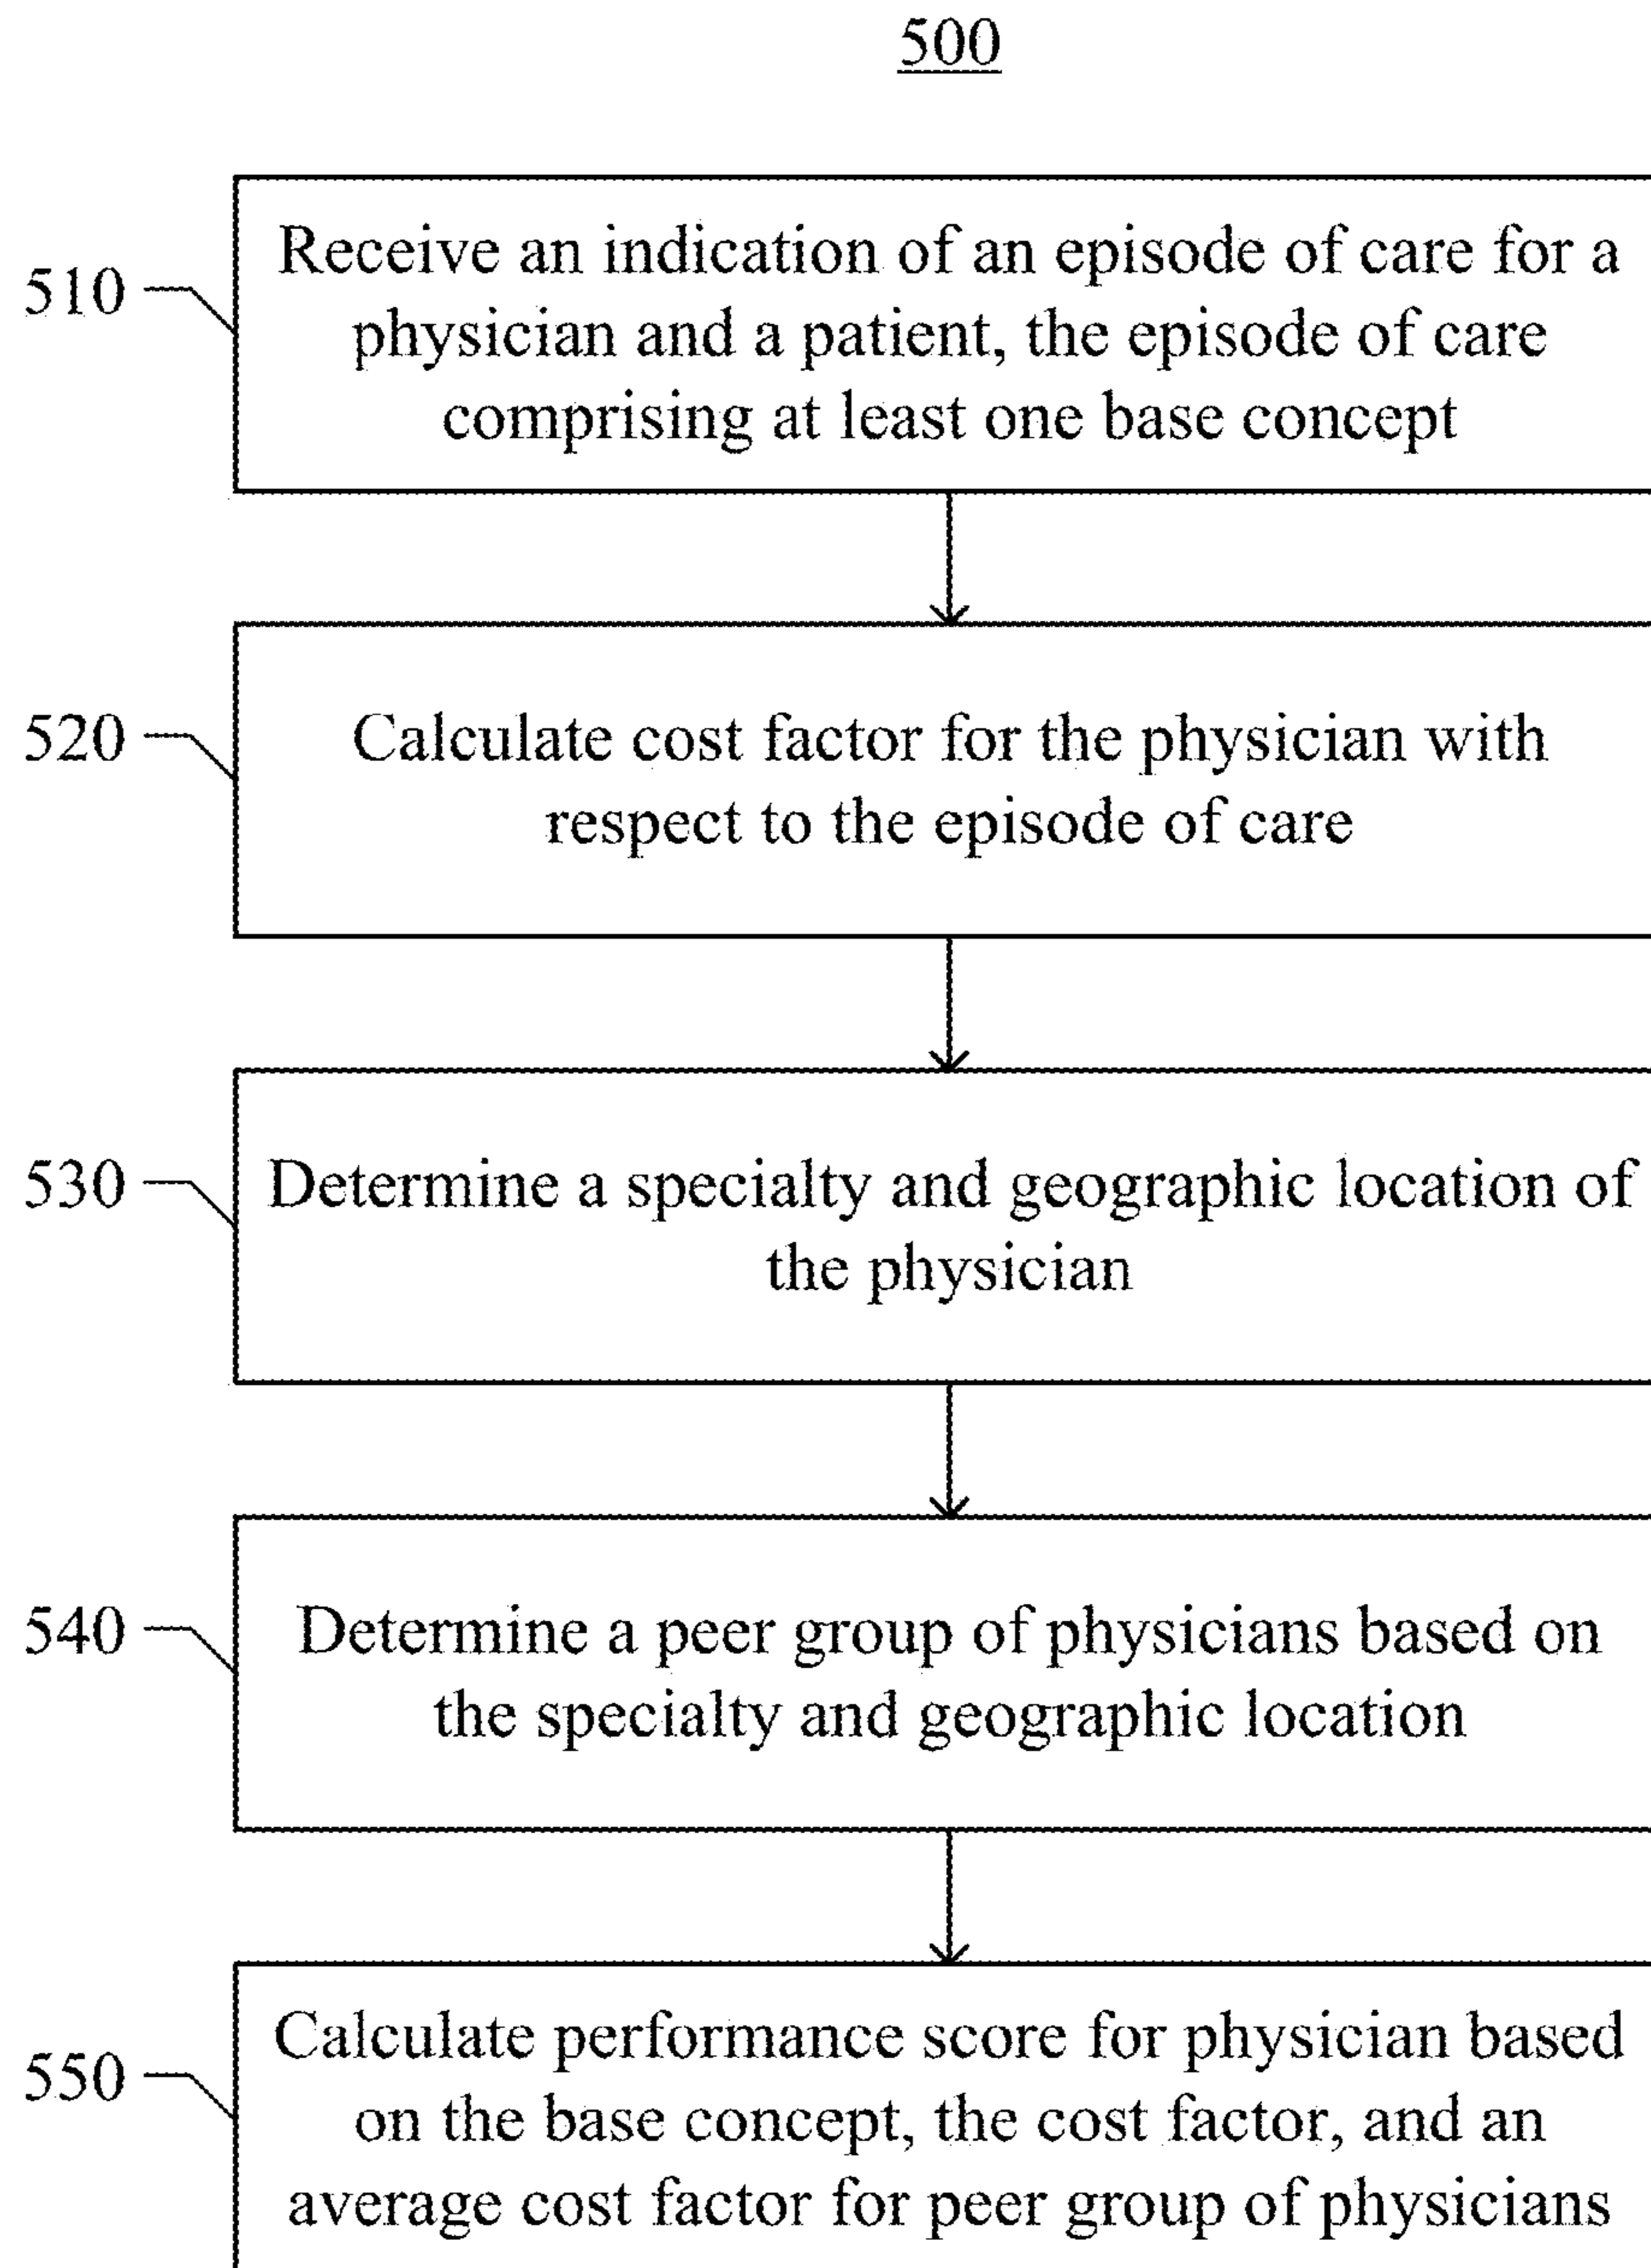 500
510
Receive an indication of an episode of care for a
physician and a patient, the episode of care
comprising at least one base concept
520
Calculate cost factor for the physician with
respect to the episode of care
530
Determine a specialty and geographic location of
the physician
540
Determine a peer group of physicians based on
the specialty and geographic location
550
Calculate performance score for physician based
on the base concept, the cost factor, and an
average cost factor for peer group of physicians